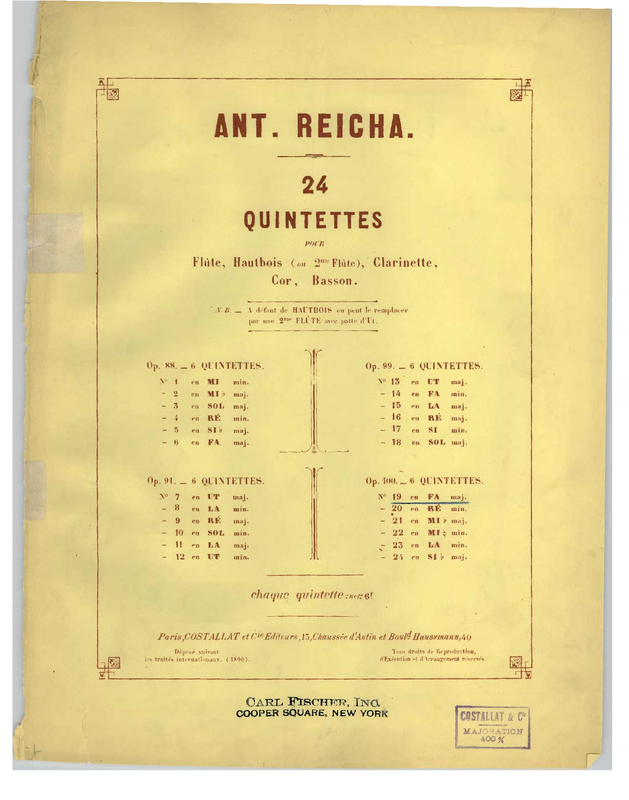 ANT. REICHA.
24
QUINTETTES
POUR
Flûte, Hautbois (ou 2me Flûte), Clarinette,
Cor, Basson.
N.B. — A défaut de HAUTBOIS on peut le remplacer
par une 2me FLÛTE avec patte d'Ut.
Op. 88. — 6 QUINTETTES.
No 1 en MI min.
– 2 en MI♭ maj.
– 3 en SOL maj.
– 4 en RÉ min.
– 5 en SI♭ maj.
– 6 en FA maj.
Op. 99. — 6 QUINTETTES.
No 13 en UT maj.
– 14 en FA min.
– 15 en LA maj.
– 16 en RÉ maj.
– 17 en SI min.
– 18 en SOL maj.
Op. 91. — 6 QUINTETTES.
No 7 en UT maj.
– 8 en LA min.
– 9 en RÉ maj.
– 10 en SOL min.
– 11 en LA maj.
– 12 en UT min.
Op. 100. — 6 QUINTETTES.
No 19 en FA maj.
– 20 en RÉ min.
– 21 en MI♭ maj.
– 22 en MI♮ min.
– 23 en LA min.
– 24 en SI♭ maj.
chaque quintette: net: 6f
Paris, COSTALLAT et Cie Editeurs, 15, Chaussée d'Antin et Bould Haussmann, 40
Déposé suivant
les traités internationaux. (1890).
Tous droits de Reproduction,
d'Exécution et d'Arrangement réservés.
CARL FISCHER, INC.
COOPER SQUARE, NEW YORK
COSTALLAT & Cie
MAJORATION
400 %